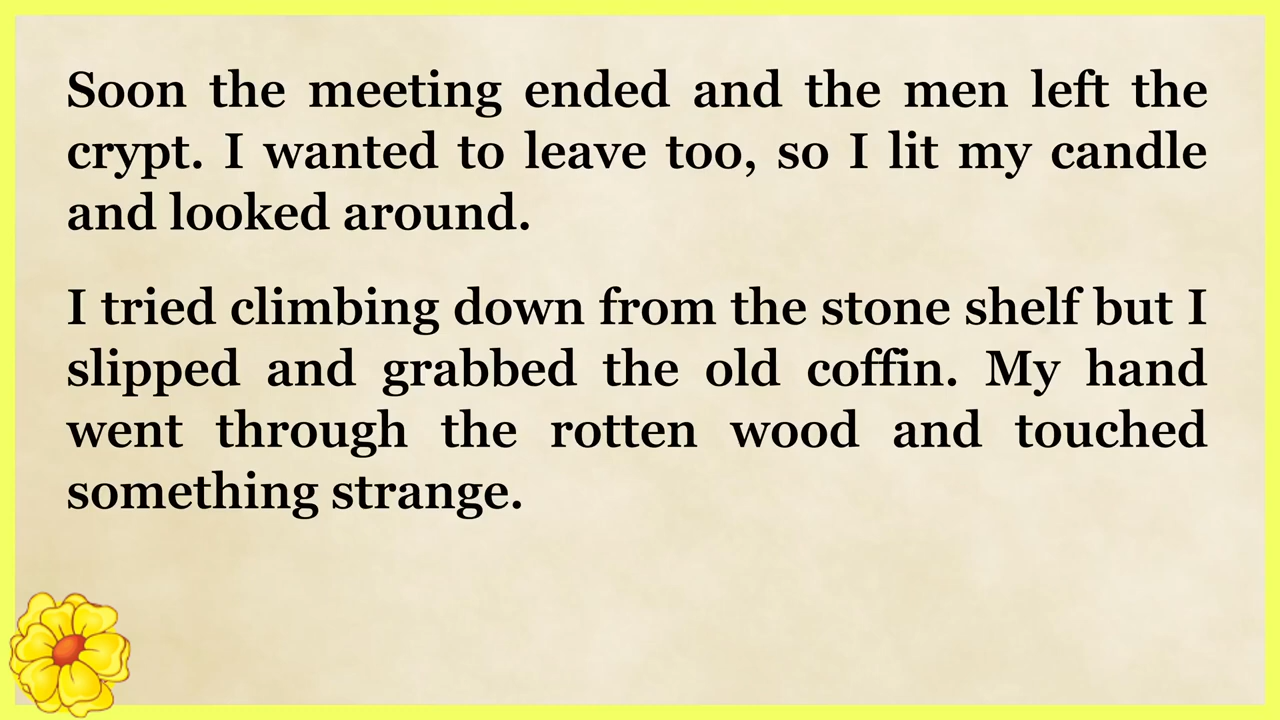 Soon the meeting ended and the men left the
crypt. I wanted to leave too, so I lit my candle
and looked around.
I tried climbing down from the stone shelf but I
slipped and grabbed the old coffin. My hand
went through the rotten wood and touched
something strange.